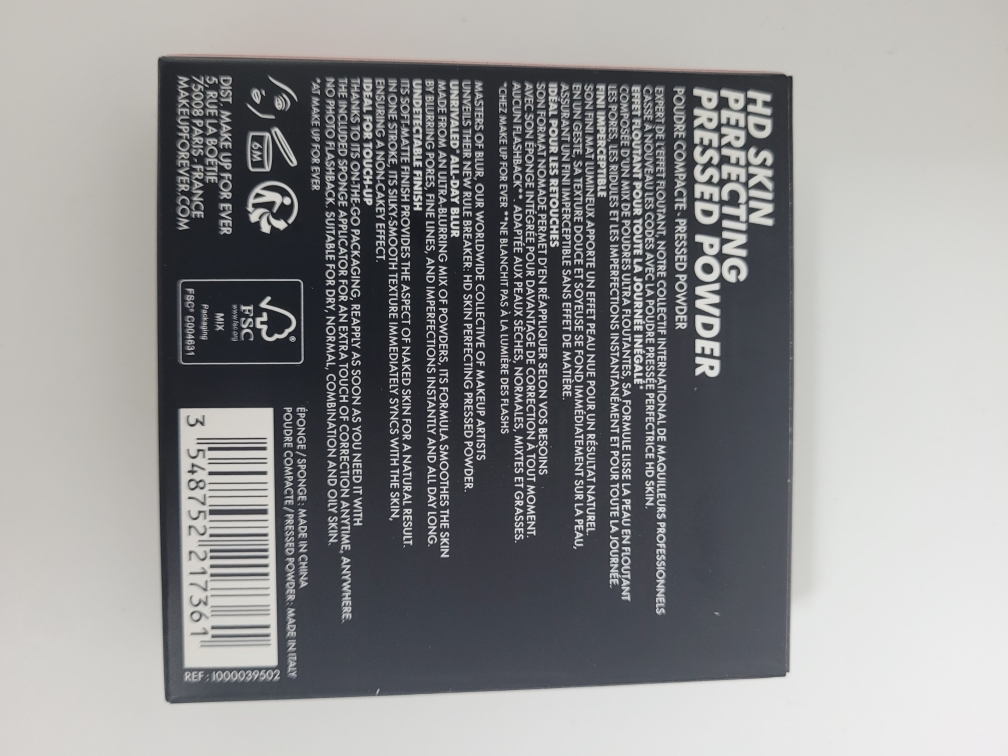 HD SKIN
PERFECTING
PRESSED POWDER
POUDRE COMPACTE - PRESSED POWDER
EXPERT DE L'EFFET FLOUTANT, NOTRE COLLECTIF INTERNATIONAL DE MAQUILLEURS PROFESSIONNELS
CASSE À NOUVEAU LES CODES AVEC LA POUDRE PRESSÉE PERFECTRICE HD SKIN.
EFFET FLOUTANT POUR TOUTE LA JOURNÉE INÉGALÉ*
COMPOSÉE D'UN MIX DE POUDRES ULTRA FLOUTANTES, SA FORMULE LISSE LA PEAU EN FLOUTANT
LES PORES, LES RIDULES ET LES IMPERFECTIONS INSTANTANÉMENT ET POUR TOUTE LA JOURNÉE.
FINI IMPERCEPTIBLE
SON FINI MAT LUMINEUX APPORTE UN EFFET PEAU NUE POUR UN RÉSULTAT NATUREL.
EN UN GESTE, SA TEXTURE DOUCE ET SOYEUSE SE FOND IMMÉDIATEMENT SUR LA PEAU,
ASSURANT UN FINI IMPERCEPTIBLE SANS EFFET DE MATIÈRE.
IDÉAL POUR LES RETOUCHES
SON FORMAT NOMADE PERMET D'EN RÉAPPLIQUER SELON VOS BESOINS
AVEC SON ÉPONGE INTÉGRÉE POUR DAVANTAGE DE CORRECTION À TOUT MOMENT.
AUCUN FLASHBACK**. ADAPTÉE AUX PEAUX SÈCHES, NORMALES, MIXTES ET GRASSES.
*CHEZ MAKE UP FOR EVER **NE BLANCHIT PAS À LA LUMIÈRE DES FLASHS
MASTERS OF BLUR, OUR WORLDWIDE COLLECTIVE OF MAKEUP ARTISTS
UNVEILS THEIR NEW RULE BREAKER: HD SKIN PERFECTING PRESSED POWDER.
UNRIVALED* ALL-DAY BLUR
MADE FROM AN ULTRA-BLURRING MIX OF POWDERS, ITS FORMULA SMOOTHES THE SKIN
BY BLURRING PORES, FINE LINES, AND IMPERFECTIONS INSTANTLY AND ALL DAY LONG.
UNDETECTABLE FINISH
ITS SOFT-MATTE FINISH PROVIDES THE ASPECT OF NAKED SKIN FOR A NATURAL RESULT.
IN ONE STROKE, ITS SILKY-SMOOTH TEXTURE IMMEDIATELY SYNCS WITH THE SKIN,
ENSURING A NON-CAKEY EFFECT.
IDEAL FOR TOUCH-UP
THANKS TO ITS ON-THE-GO PACKAGING, REAPPLY AS SOON AS YOU NEED IT WITH
THE INCLUDED SPONGE APPLICATOR FOR AN EXTRA TOUCH OF CORRECTION ANYTIME, ANYWHERE.
NO PHOTO FLASHBACK. SUITABLE FOR DRY, NORMAL, COMBINATION AND OILY SKIN.
*AT MAKE UP FOR EVER
6M
DIST. MAKE UP FOR EVER
5, RUE LA BOÉTIE
75008 PARIS - FRANCE
MAKEUPFOREVER.COM
®
FSC
www.fsc.org
MIX
Packaging
FSC® C004691
ÉPONGE / SPONGE : MADE IN CHINA
POUDRE COMPACTE / PRESSED POWDER : MADE IN ITALY
3 548752 217361
REF : I000039502